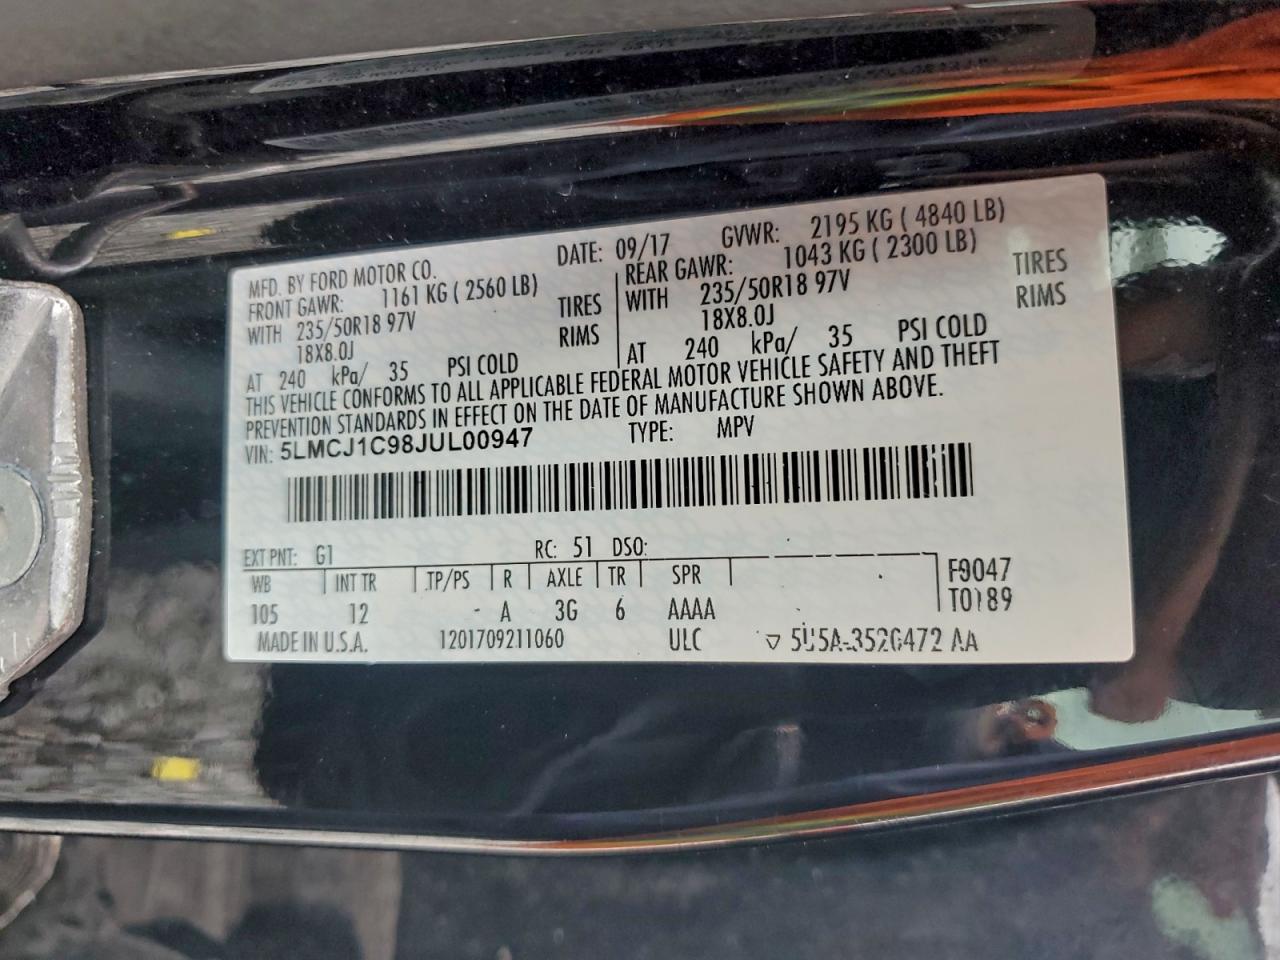 MFD. BY FORD MOTOR CO. DATE: 09/17 GVWR: 2195 KG ( 4840 LB)
FRONT GAWR: 1161 KG ( 2560 LB) REAR GAWR: 1043 KG ( 2300 LB)
WITH 235/50R18 97V TIRES WITH 235/50R18 97V TIRES
18X8.0J RIMS 18X8.0J RIMS
AT 240 kPa/ 35 PSI COLD AT 240 kPa/ 35 PSI COLD
THIS VEHICLE CONFORMS TO ALL APPLICABLE FEDERAL MOTOR VEHICLE SAFETY AND THEFT
PREVENTION STANDARDS IN EFFECT ON THE DATE OF MANUFACTURE SHOWN ABOVE.
VIN: 5LMCJ1C98JUL00947 TYPE: MPV
EXT PNT: G1 RC: 51 DSO:
WB INT TR TP/PS R AXLE TR SPR F9047
105 12 - A 3G 6 AAAA T0189
MADE IN U.S.A. 1201709211060 ULC